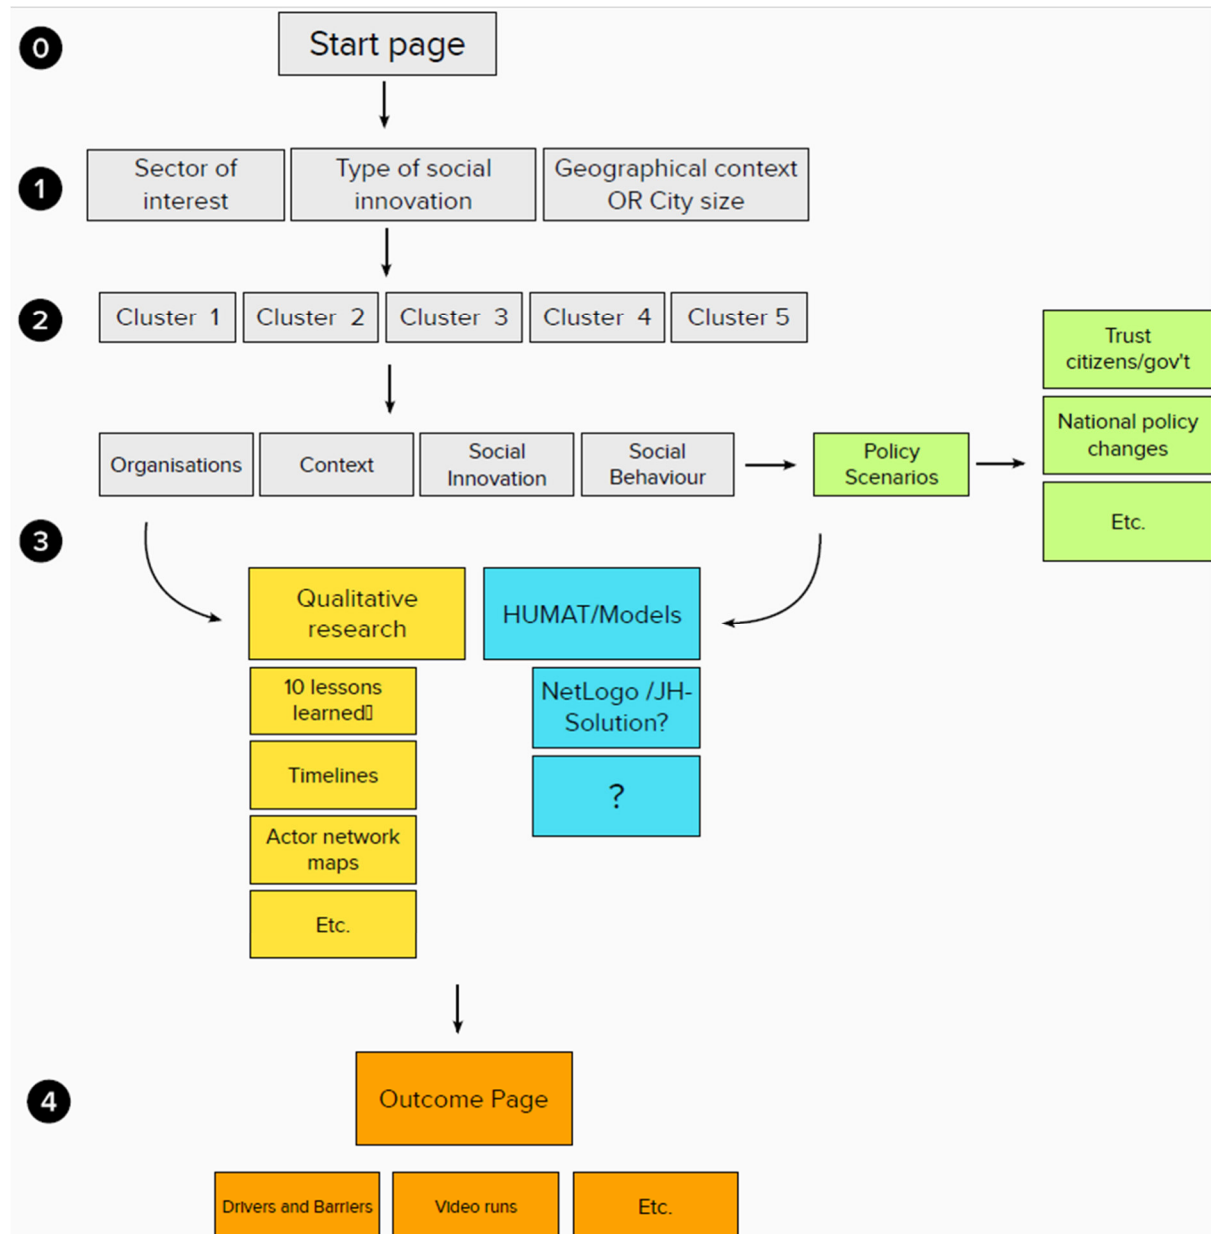 0
Start page
1
Sector of
interest
Type of social
innovation
Geographical context
OR City size
2
Cluster 1
Cluster 2
Cluster 3
Cluster 4
Cluster 5
Trust
citizens/gov't
National policy
changes
Etc.
Organisations
Context
Social
Innovation
Social
Behaviour
Policy
Scenarios
3
Qualitative
research
10 lessons
learned▯
Timelines
Actor network
maps
Etc.
HUMAT/Models
NetLogo /JH-
Solution?
?
4
Outcome Page
Drivers and Barriers
Video runs
Etc.